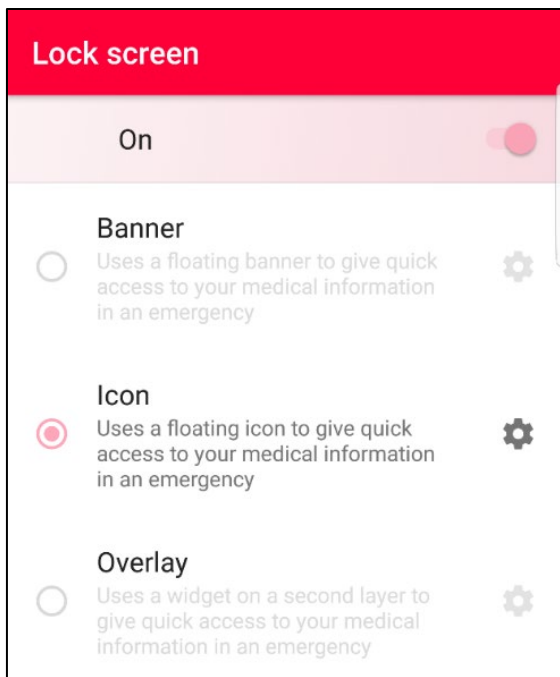 Lock screen
On
Banner
Uses a floating banner to give quick
access to your medical information
in an emergency
Icon
Uses a floating icon to give quick
access to your medical information
in an emergency
Overlay
Uses a widget on a second layer to
give quick access to your medical
information in an emergency